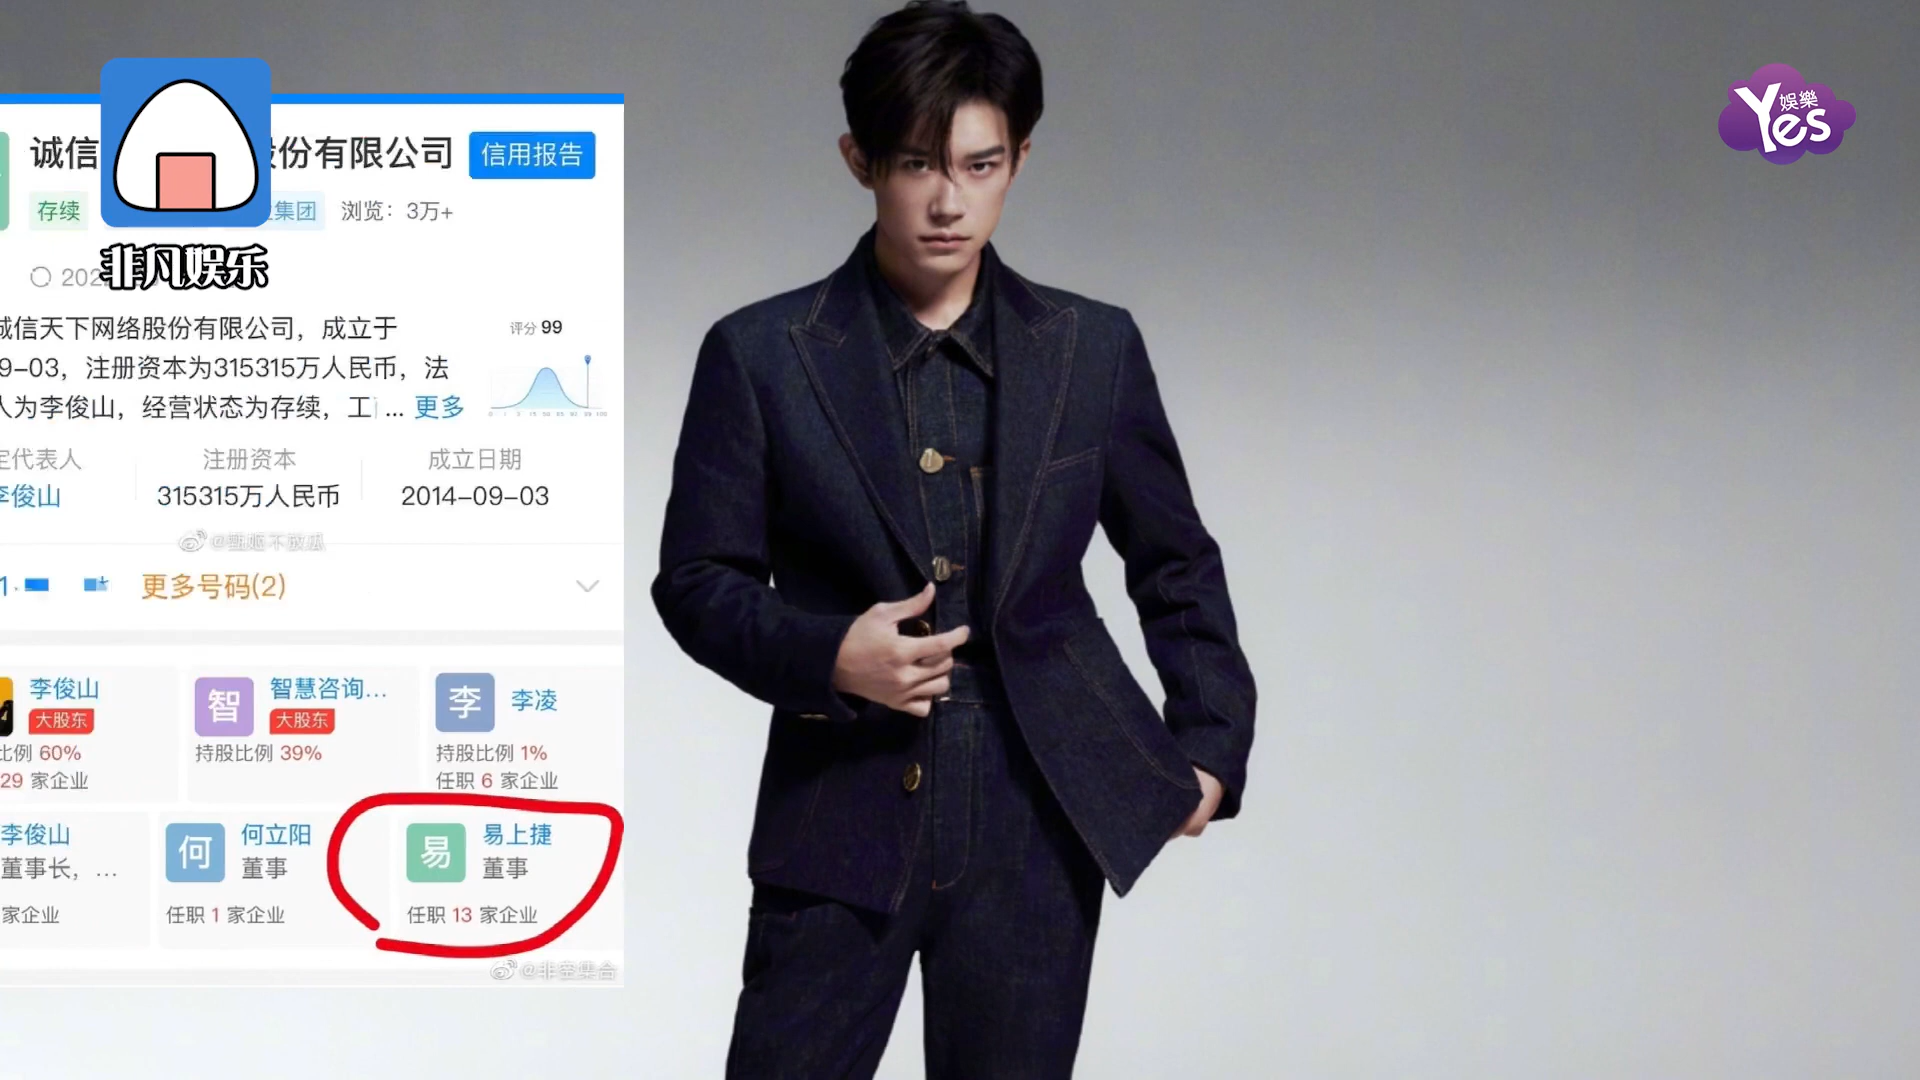 诚信
份有限公司
信用报告
存续
集团
浏览：3万+
202
非凡娱乐
诚信天下网络股份有限公司，成立于
9-03，注册资本为315315万人民币，法
人为李俊山，经营状态为存续，工
... 更多
评分 99
定代表人
李俊山
注册资本
315315万人民币
成立日期
2014-09-03
更多号码(2)
李俊山
大股东
比例 60%
29 家企业
智
智慧咨询...
大股东
持股比例 39%
李
李凌
持股比例 1%
任职 6 家企业
李俊山
董事长，...
家企业
何
何立阳
董事
任职 1 家企业
易
易上捷
董事
任职 13 家企业
Yes
娛樂